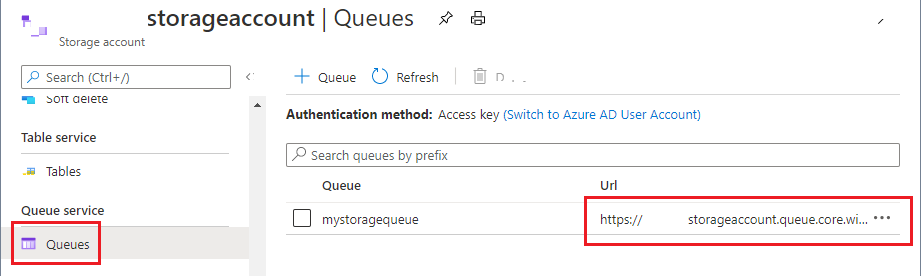 storageaccount | Queues
Storage account
Search (Ctrl+/)
Soft delete
Table service
Tables
Queue service
Queues
Queue Refresh
Authentication method: Access key (Switch to Azure AD User Account)
Search queues by prefix
Queue Url
mystoragequeue https:// storageaccount.queue.core.wi... •••